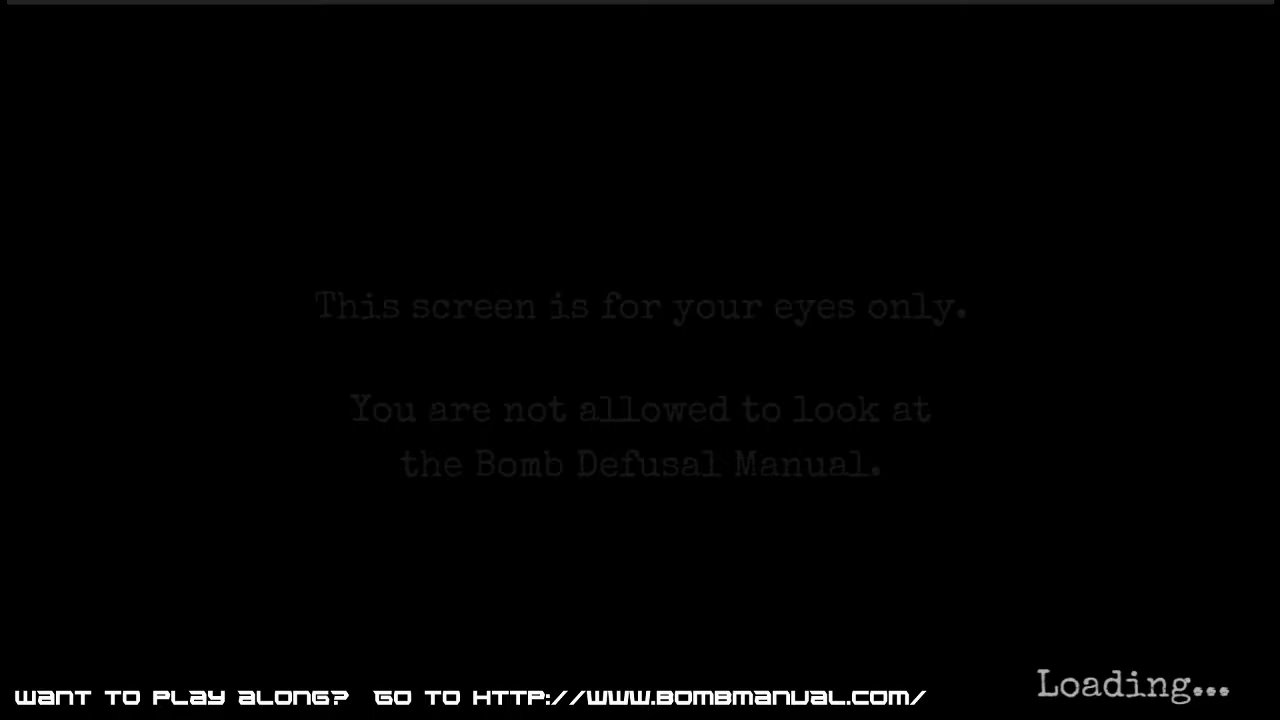 This screen is for your eyes only.
You are not allowed to look at
the Bomb Defusal Manual.
Loading...
WANT TO PLAY ALONG? GO TO HTTP://WWW.BOMBMANUAL.COM/